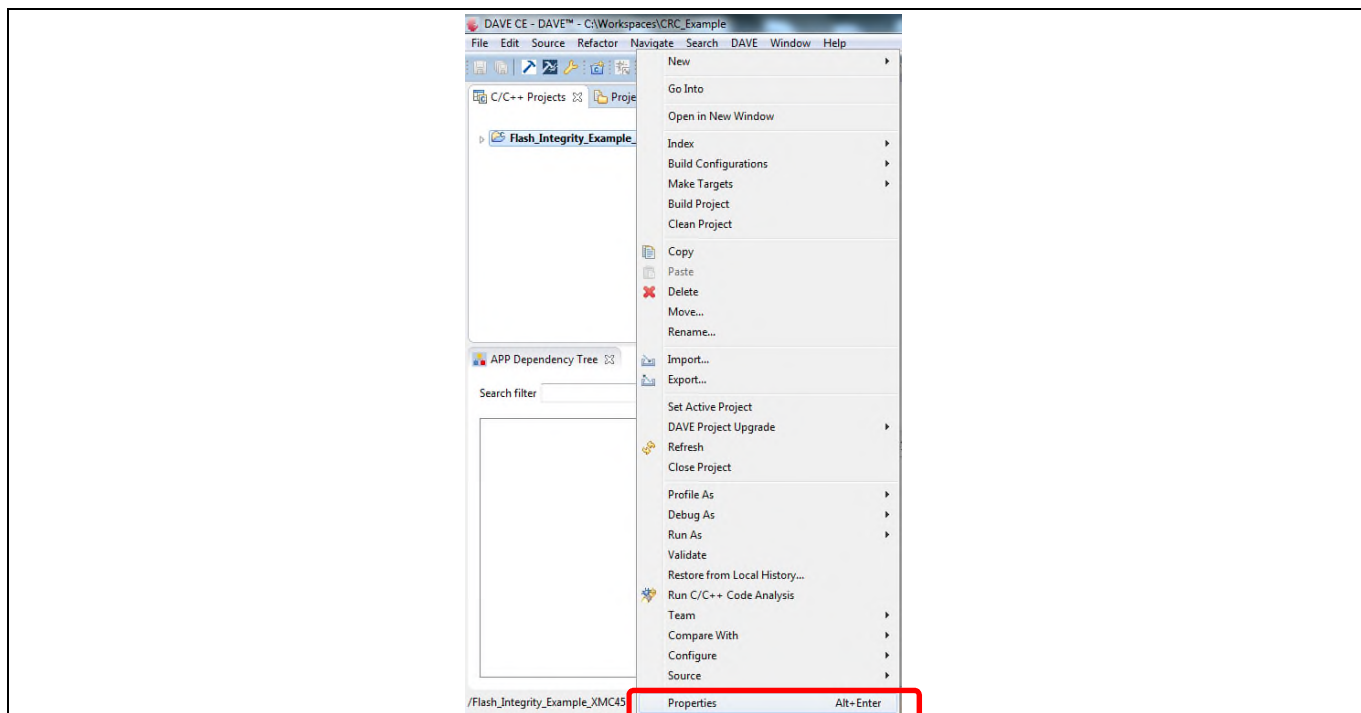 DAVE CE - DAVE™ - C:\Workspaces\CRC_Example
File Edit Source Refactor Navigate Search DAVE Window Help
C/C++ Projects
Flash_Integrity_Example_
APP Dependency Tree
Search filter
/Flash_Integrity_Example_XMC45
New
Go Into
Open in New Window
Index
Build Configurations
Make Targets
Build Project
Clean Project
Copy
Paste
Delete
Move...
Rename...
Import...
Export...
Set Active Project
DAVE Project Upgrade
Refresh
Close Project
Profile As
Debug As
Run As
Validate
Restore from Local History...
Run C/C++ Code Analysis
Team
Compare With
Configure
Source
Properties Alt+Enter